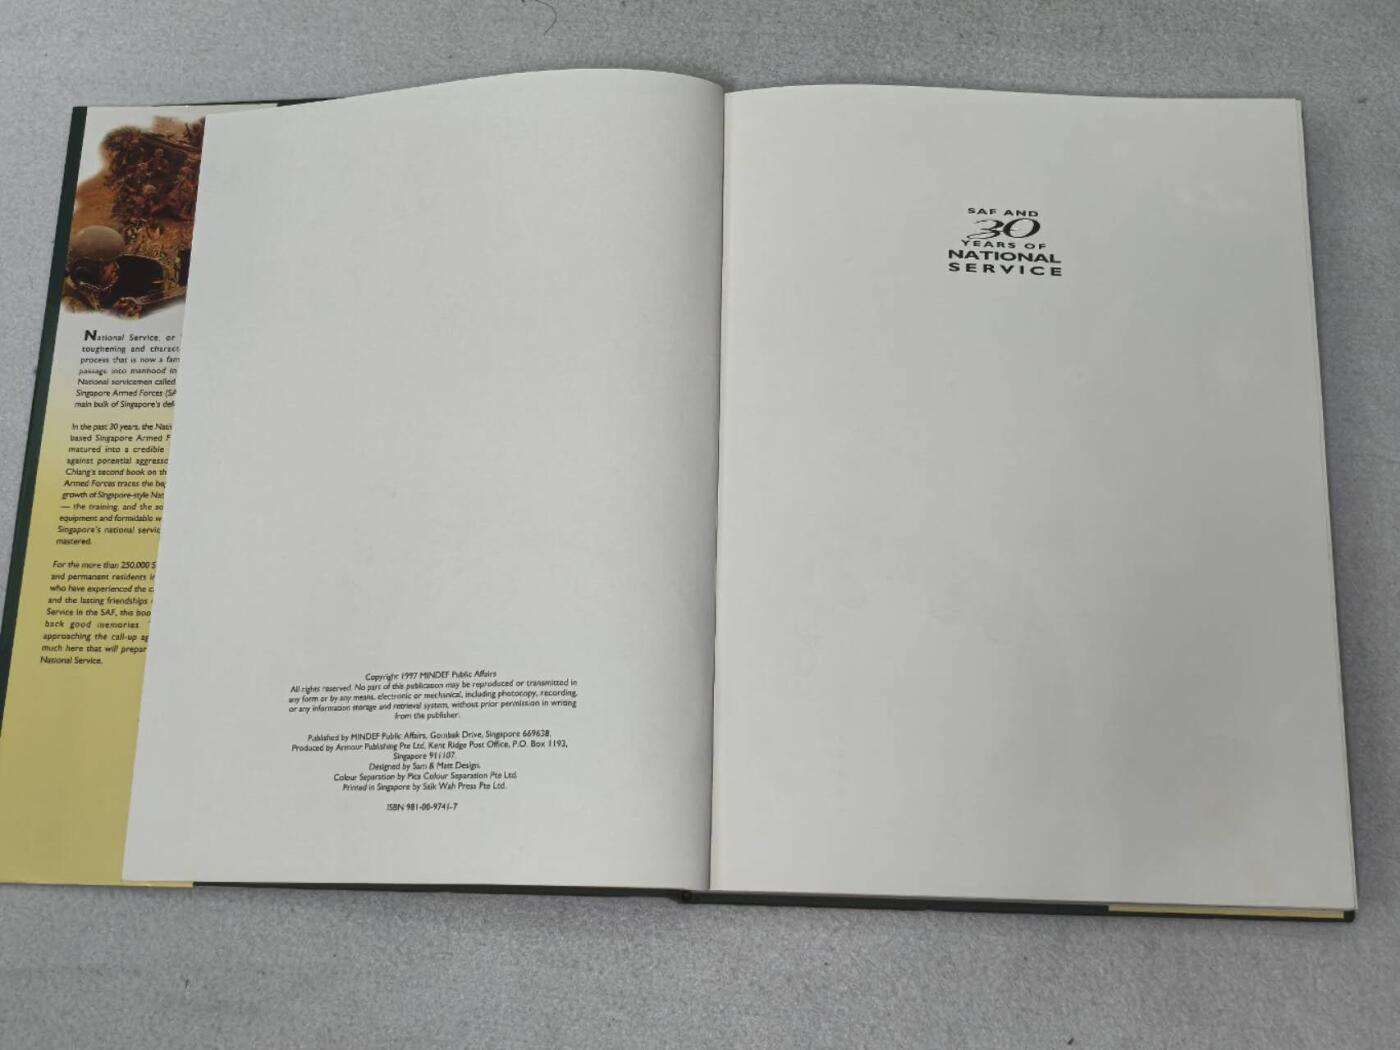 National Service, or
toughening and charact
process that is now a fam
passage into manhood in
National servicemen called
Singapore Armed Forces (SA
main bulk of Singapore's def
In the past 30 years, the Nati
based Singapore Armed F
matured into a credible
against potential aggresso
Chiang's second book on th
Armed Forces traces the beg
growth of Singapore-style Nat
— the training, and the so
equipment and formidable w
Singapore's national servic
mastered.
For the more than 250,000 S
and permanent residents in
who have experienced the c
and the lasting friendships
Service in the SAF, this boo
back good memories.
approaching the call-up ag
much here that will prepar
National Service.
Copyright 1997 MINDEF Public Affairs
All rights reserved. No part of this publication may be reproduced or transmitted in
any form or by any means, electronic or mechanical, including photocopy, recording,
or any information storage and retrieval system, without prior permission in writing
from the publisher.
Published by MINDEF Public Affairs, Gombak Drive, Singapore 669638.
Produced by Armour Publishing Pte Ltd, Kent Ridge Post Office, P.O. Box 1193,
Singapore 911107.
Designed by Sam & Matt Design.
Colour Separation by Pica Colour Separation Pte Ltd.
Printed in Singapore by Saik Wah Press Pte Ltd.
ISBN 981-00-9741-7
SAF AND
30
YEARS OF
NATIONAL
SERVICE